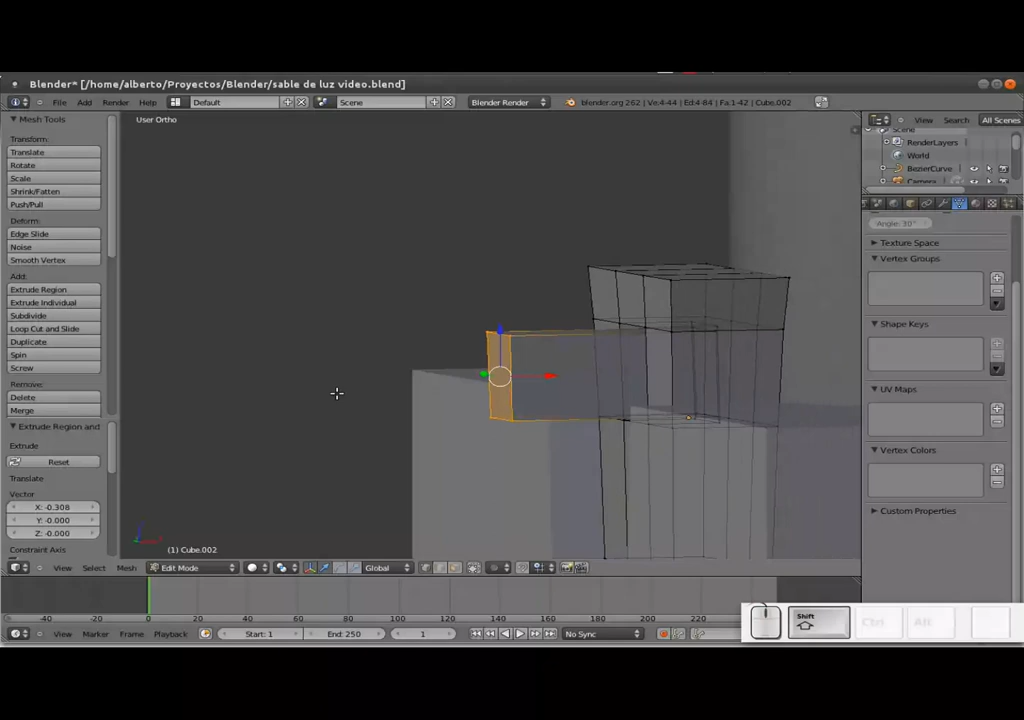 Blender* [/home/alberto/Proyectos/Blender/sable de luz video.blend]
File Add Render Help Default Scene Blender Render blender.org 262 | Ve:4-44 | Ed:4-84 | Fa:1-42 | Cube.002
Mesh Tools
Transform:
Translate
Rotate
Scale
Shrink/Fatten
Push/Pull
Deform:
Edge Slide
Noise
Smooth Vertex
Add:
Extrude Region
Extrude Individual
Subdivide
Loop Cut and Slide
Duplicate
Spin
Screw
Remove:
Delete
Merge
Extrude Region and
Extrude
Reset
Translate
Vector
X: -0.308
Y: -0.000
Z: -0.000
Constraint Axis
User Ortho
(1) Cube.002
View Search All Scenes
Scene
RenderLayers
World
BezierCurve
Camera
Angle: 30°
Texture Space
Vertex Groups
Shape Keys
UV Maps
Vertex Colors
Custom Properties
View Select Mesh Edit Mode Global
-40 -20 0 20 40 60 80 100 120 140 160 180 200 220
View Marker Frame Playback Start: 1 End: 250 1 No Sync
Shift Ctrl Alt